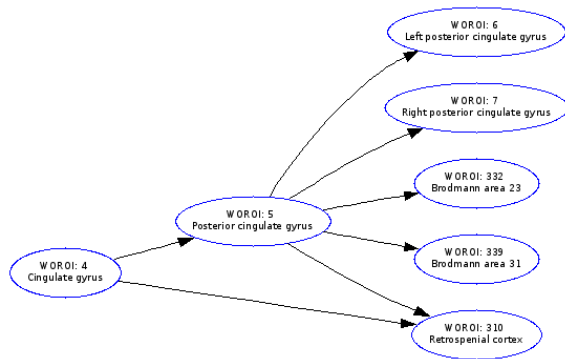 WOROI: 6
Left posterior cingulate gyrus
WOROI: 7
Right posterior cingulate gyrus
WOROI: 332
Brodmann area 23
WOROI: 5
Posterior cingulate gyrus
WOROI: 339
Brodmann area 31
WOROI: 4
Cingulate gyrus
WOROI: 310
Retrospenial cortex